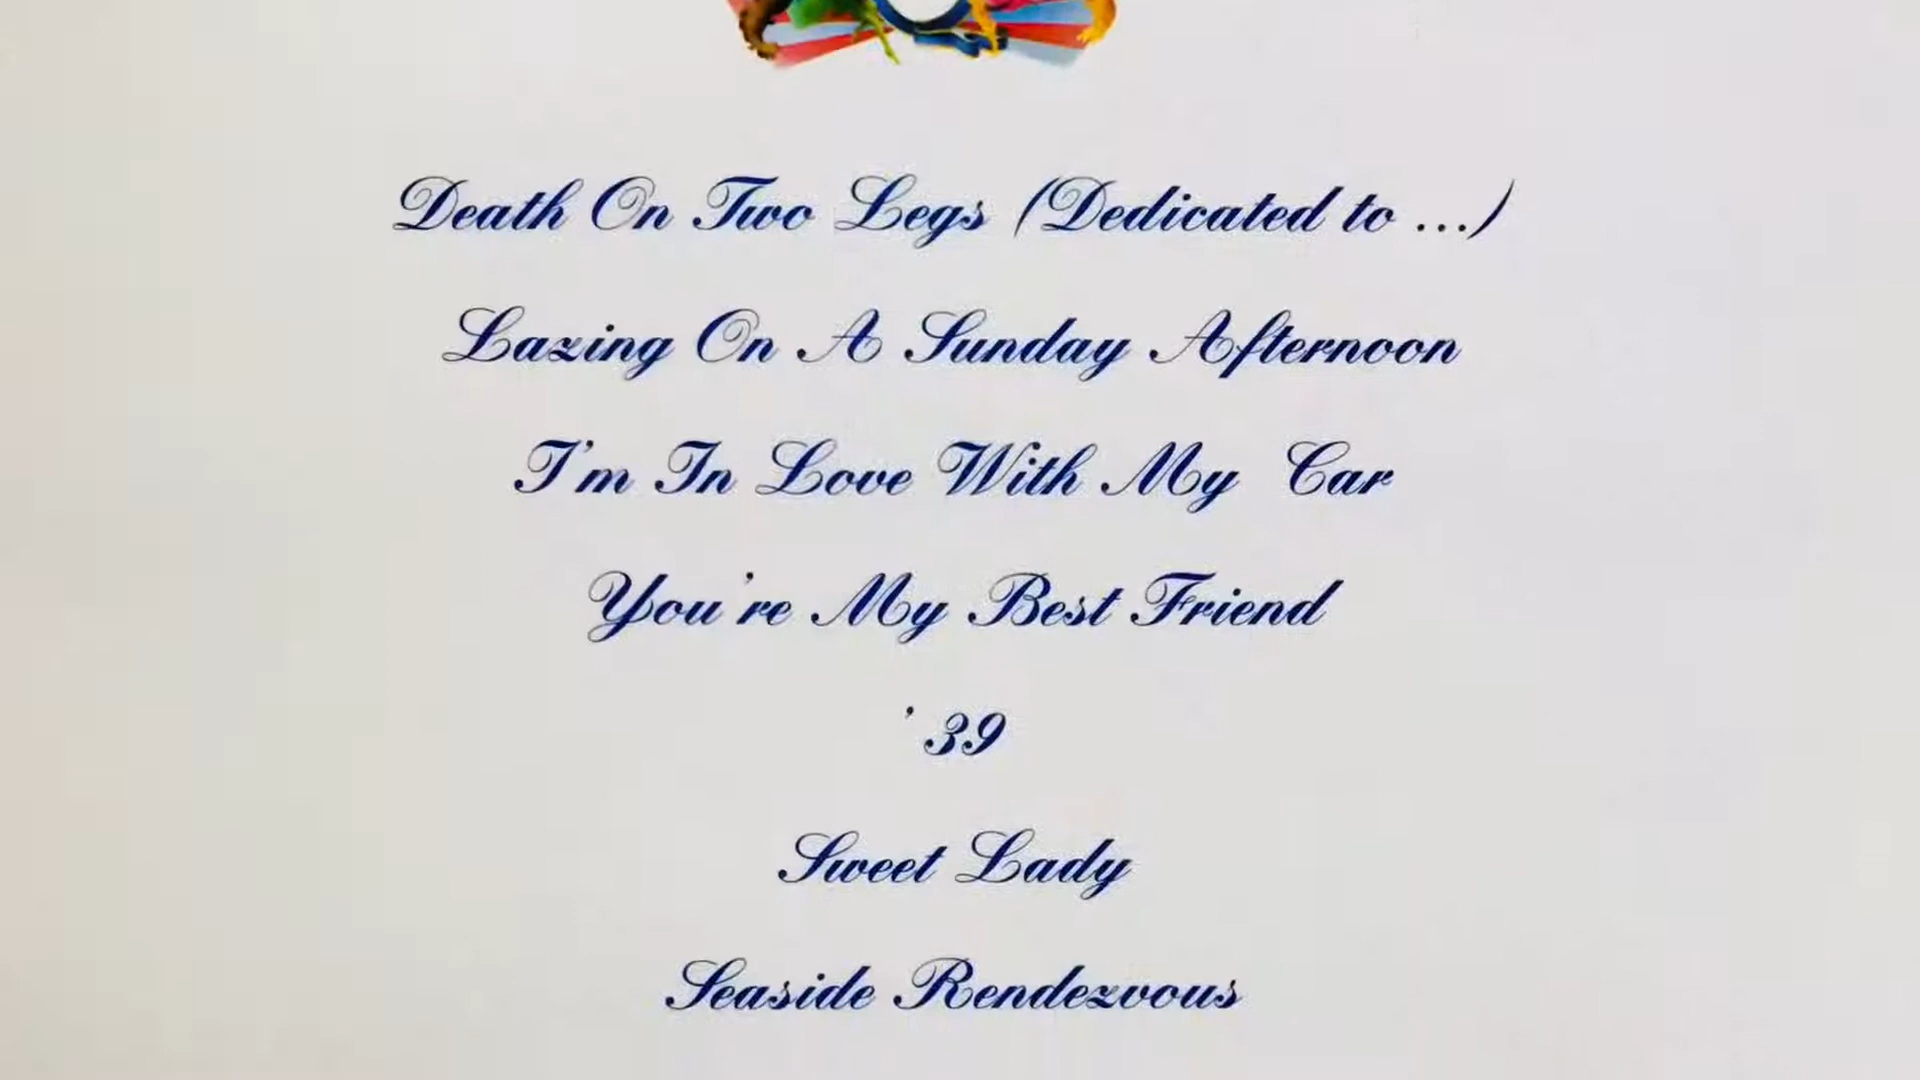 Death On Two Legs (Dedicated to ...)
Lazing On A Sunday Afternoon
I'm In Love With My Car
You're My Best Friend
'39
Sweet Lady
Seaside Rendezvous